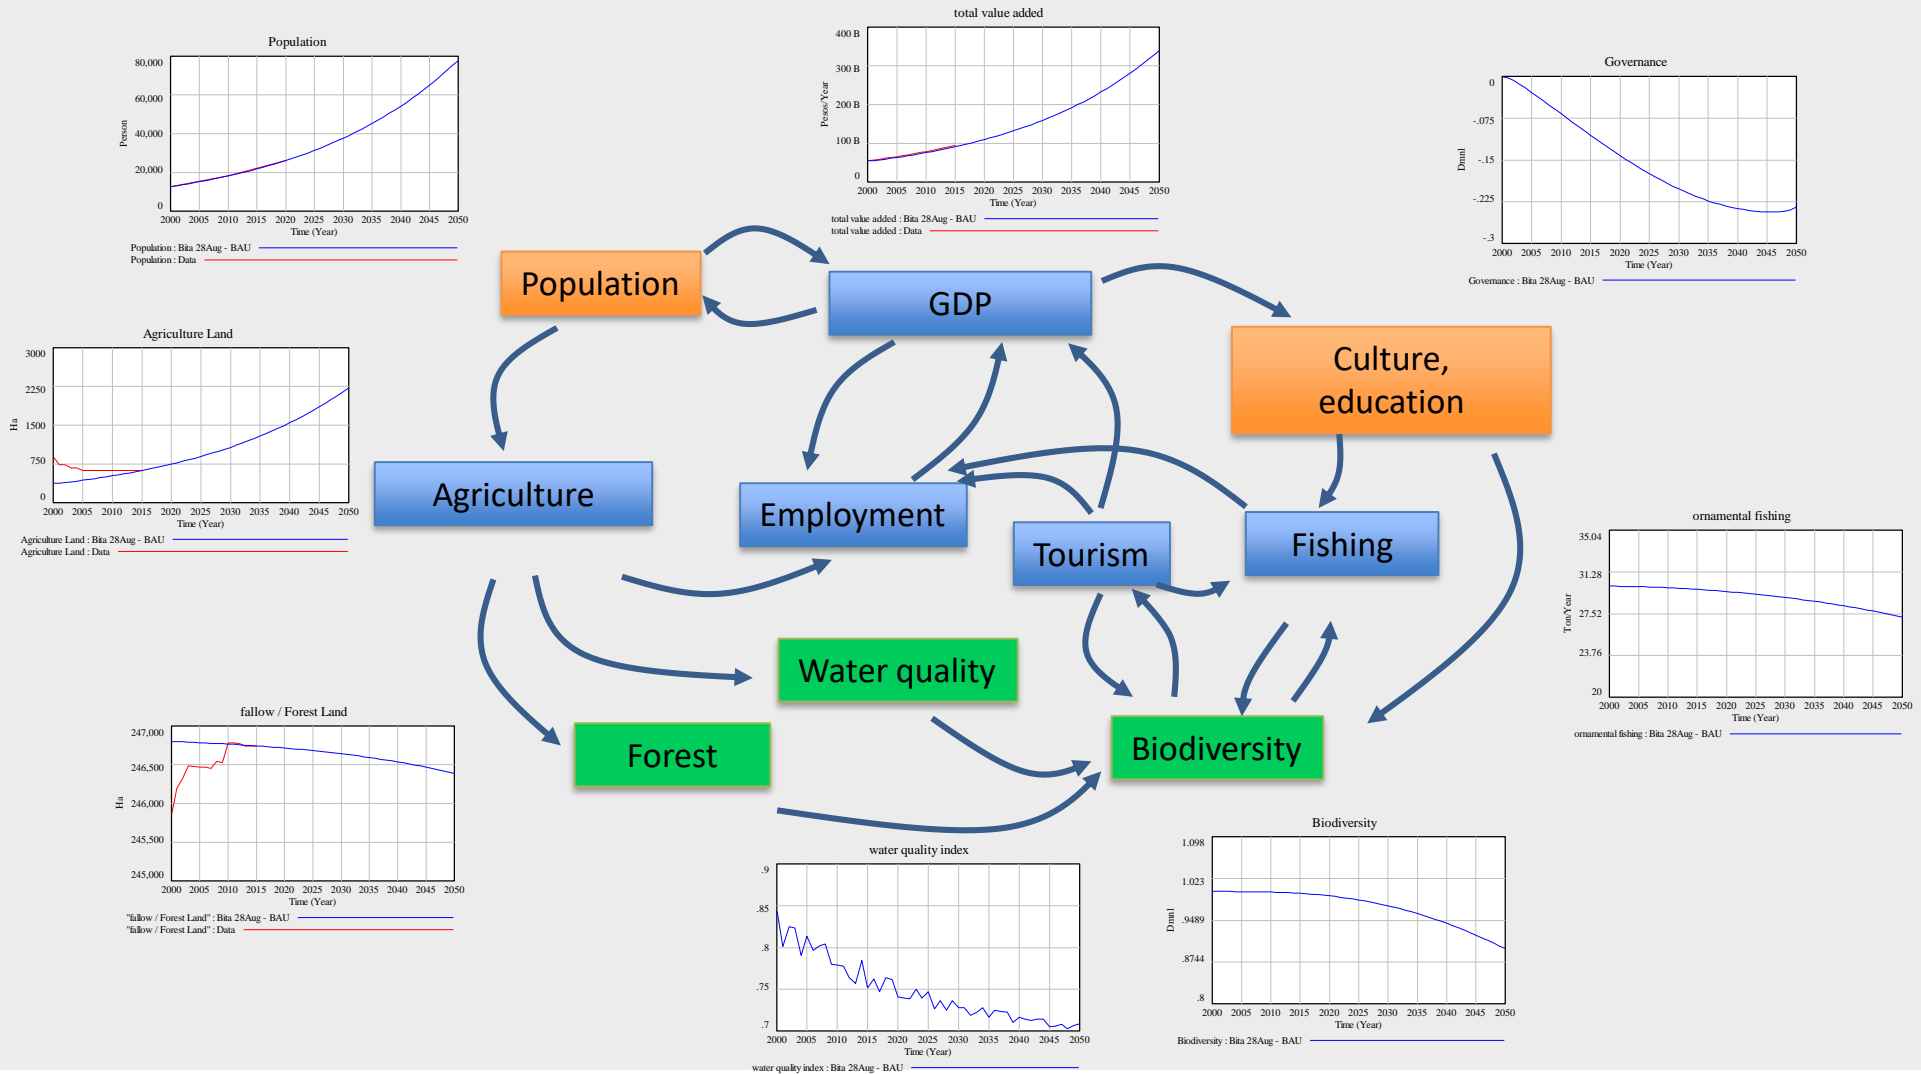 total value added
400 B
300 B
200 B
100 B
0
Pesos/Year
2000 2005 2010 2015 2020 2025 2030 2035 2040 2045 2050
Time (Year)
total value added : Bita 28Aug - BAU
total value added : Data
Population
80,000
60,000
40,000
20,000
0
Person
2000 2005 2010 2015 2020 2025 2030 2035 2040 2045 2050
Time (Year)
Population : Bita 28Aug - BAU
Population : Data
Governance
0
-.075
-.15
-.225
-.3
Dmnl
2000 2005 2010 2015 2020 2025 2030 2035 2040 2045 2050
Time (Year)
Governance : Bita 28Aug - BAU
Population
GDP
Culture,
education
Agriculture Land
3000
2250
1500
750
0
Ha
2000 2005 2010 2015 2020 2025 2030 2035 2040 2045 2050
Time (Year)
Agriculture Land : Bita 28Aug - BAU
Agriculture Land : Data
Agriculture
Employment
Tourism
Fishing
ornamental fishing
35.04
31.28
27.52
23.76
20
Ton/Year
2000 2005 2010 2015 2020 2025 2030 2035 2040 2045 2050
Time (Year)
ornamental fishing : Bita 28Aug - BAU
Water quality
Forest
Biodiversity
fallow / Forest Land
247,000
246,500
246,000
245,500
245,000
Ha
2000 2005 2010 2015 2020 2025 2030 2035 2040 2045 2050
Time (Year)
"fallow / Forest Land" : Bita 28Aug - BAU
"fallow / Forest Land" : Data
water quality index
.9
.85
.8
.75
.7
2000 2005 2010 2015 2020 2025 2030 2035 2040 2045 2050
Time (Year)
water quality index : Bita 28Aug - BAU
Biodiversity
1.098
1.023
.9489
.8744
.8
Dmnl
2000 2005 2010 2015 2020 2025 2030 2035 2040 2045 2050
Time (Year)
Biodiversity : Bita 28Aug - BAU